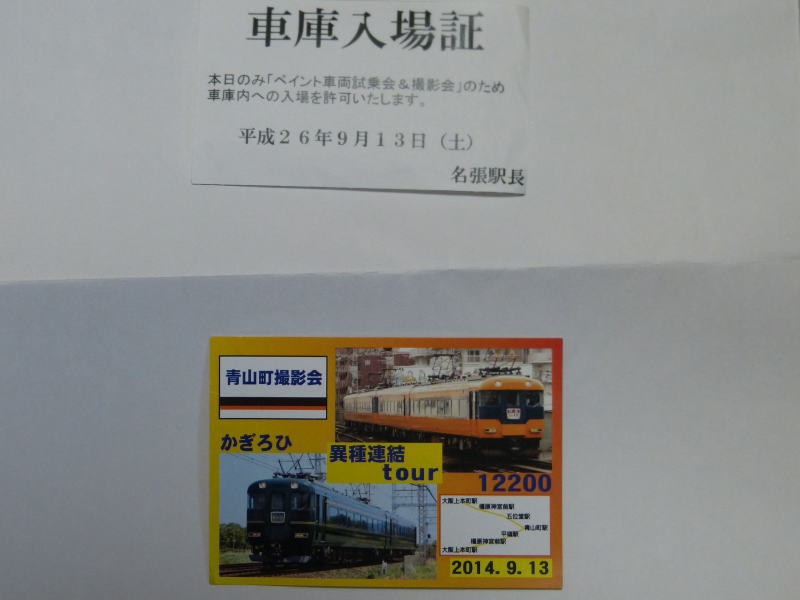 車庫入場証
本日のみ「ペイント車両試乗会＆撮影会」のため
車庫内への入場を許可いたします。
平成２６年９月１３日（土）
名張駅長
青山町撮影会
かぎろひ
異種連結
tour
12200
大阪上本町駅
橿原神宮前駅
五位堂駅
青山町駅
平端駅
橿原神宮前駅
大阪上本町駅
2014. 9. 13